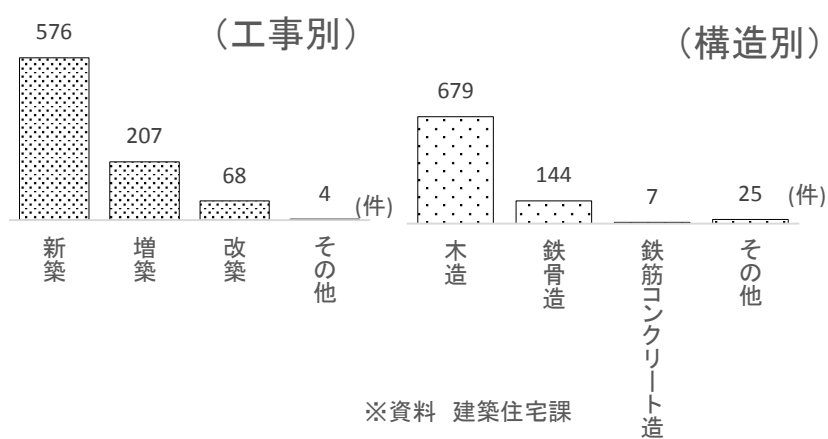 (工事別)
576
207
68
4
(件)
新築
増築
改築
その他
(構造別)
679
144
7
25
(件)
木造
鉄骨造
鉄筋コンクリート造
その他
※資料 建築住宅課